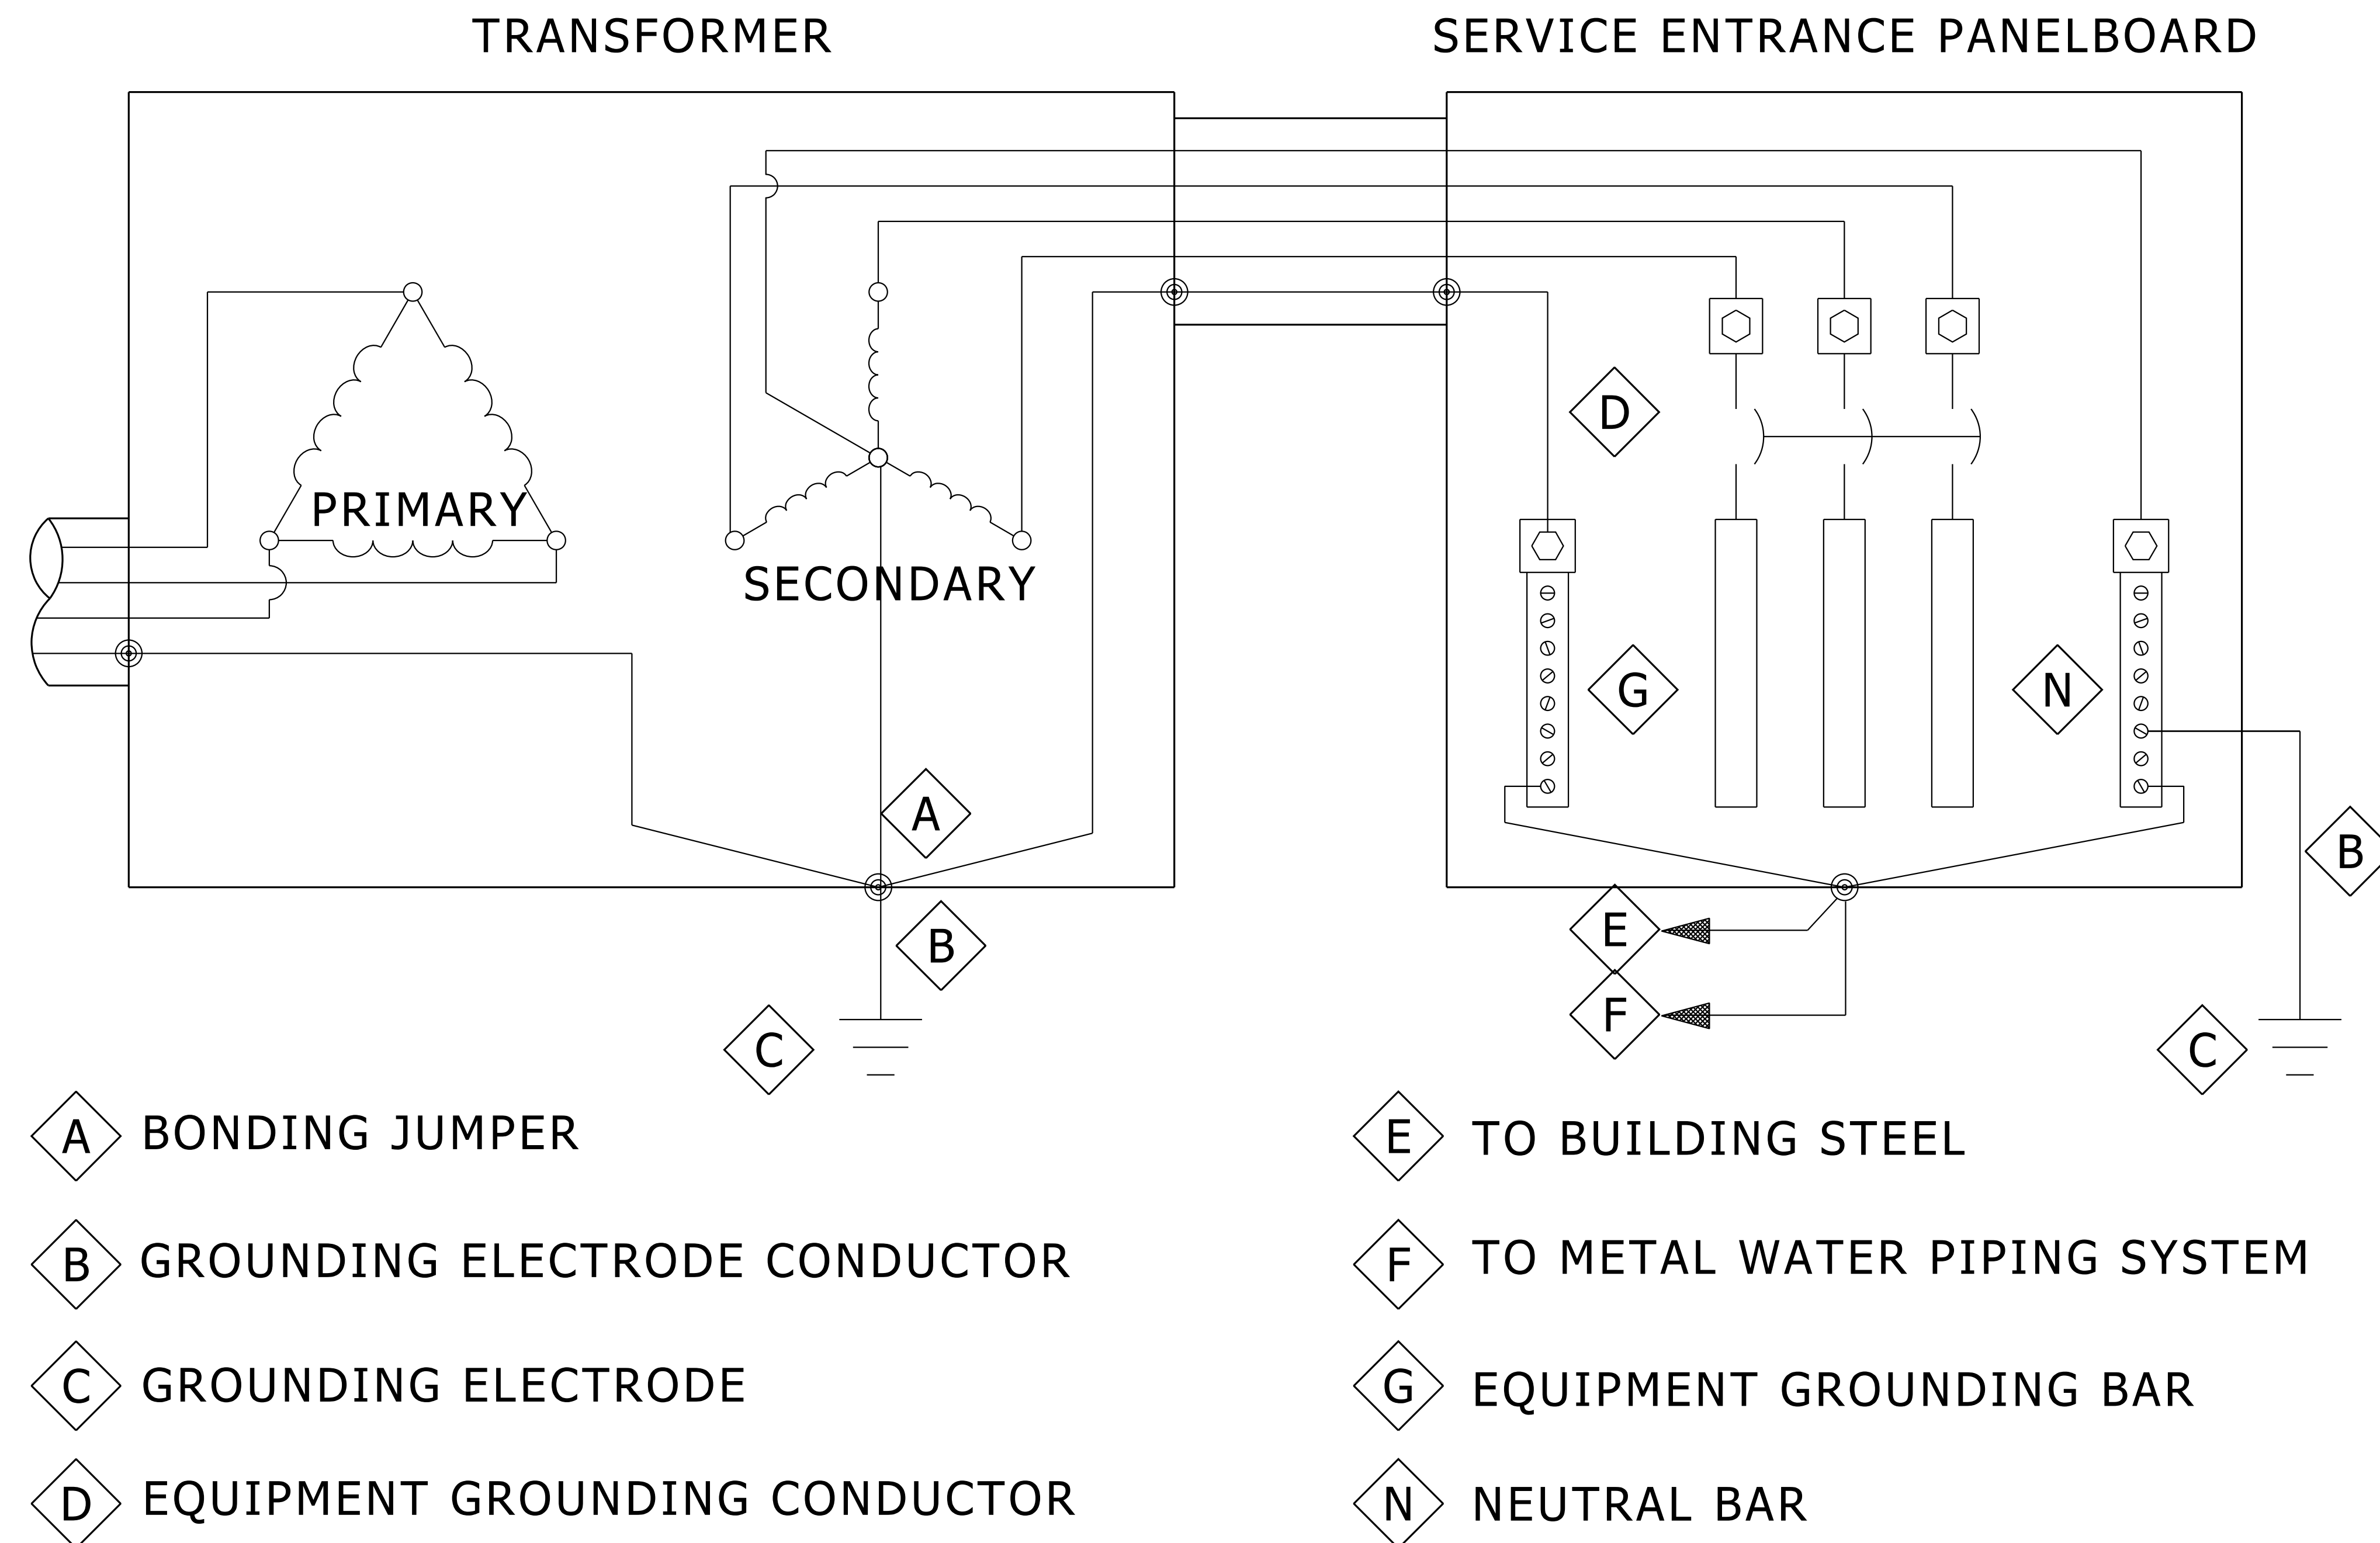 TRANSFORMER
SERVICE ENTRANCE PANELBOARD
D
PRIMARY
SECONDARY
G
N
A
B
B
E
F
C
C
A BONDING JUMPER
E TO BUILDING STEEL
B GROUNDING ELECTRODE CONDUCTOR
F TO METAL WATER PIPING SYSTEM
C GROUNDING ELECTRODE
G EQUIPMENT GROUNDING BAR
D EQUIPMENT GROUNDING CONDUCTOR
N NEUTRAL BAR